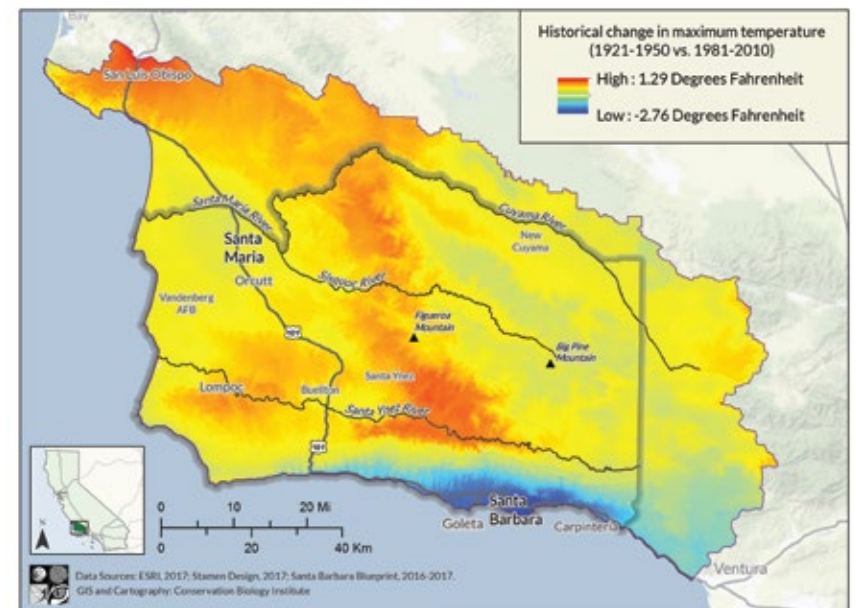 Bay
Historical change in maximum temperature
(1921-1950 vs. 1981-2010)
High : 1.29 Degrees Fahrenheit
Low : -2.76 Degrees Fahrenheit
San Luis Obispo
Santa Maria River
Cuyama River
New
Cuyama
Santa
Maria
Orcutt
Sisquoc River
Vandenberg
AFB
Figueroa
Mountain
101
Big Pine
Mountain
Lompoc
Buellton
Santa Ynez
Santa Ynez River
101
Santa
Barbara
Goleta
Carpinteria
Ventura
N
0 10 20 Mi
0 20 40 Km
Data Sources: ESRI, 2017; Stamen Design, 2017; Santa Barbara Blueprint, 2016-2017.
GIS and Cartography: Conservation Biology Institute